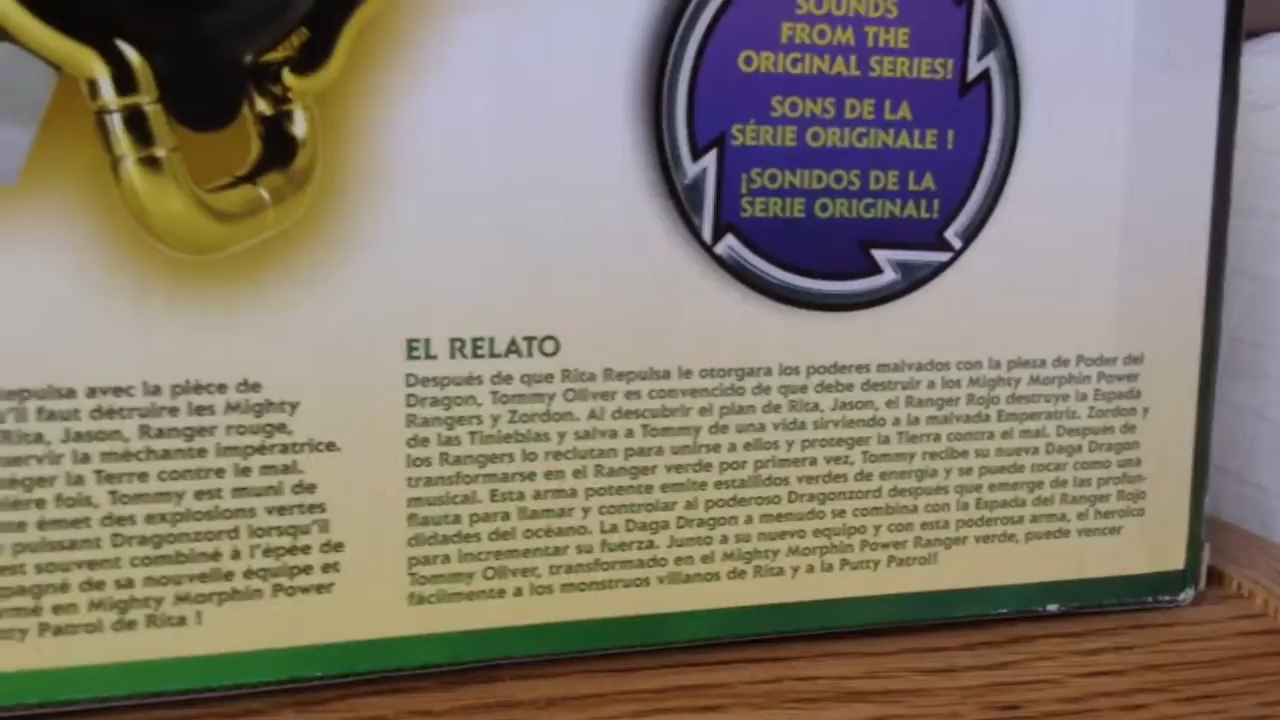 SOUNDS
FROM THE
ORIGINAL SERIES!
SONS DE LA
SÉRIE ORIGINALE !
¡SONIDOS DE LA
SERIE ORIGINAL!
Repulsa avec la pièce de
qu'il faut détruire les Mighty
Rita, Jason, Ranger rouge,
servir la méchante impératrice.
téger la Terre contre le mal.
ière fois, Tommy est muni de
me émet des explosions vertes
puissant Dragonzord lorsqu'il
est souvent combiné à l'épée de
pagné de sa nouvelle équipe et
rmé en Mighty Morphin Power
tty Patrol de Rita !
EL RELATO
Después de que Rita Repulsa le otorgara los poderes malvados con la pieza de Poder del
Dragon, Tommy Oliver es convencido de que debe destruir a los Mighty Morphin Power
Rangers y Zordon. Al descubrir el plan de Rita, Jason, el Ranger Rojo destruye la Espada
de las Tinieblas y salva a Tommy de una vida sirviendo a la malvada Emperatriz. Zordon y
los Rangers lo reclutan para unirse a ellos y proteger la Tierra contra el mal. Después de
transformarse en el Ranger verde por primera vez, Tommy recibe su nueva Daga Dragon
musical. Esta arma potente emite estallidos verdes de energía y se puede tocar como una
flauta para llamar y controlar al poderoso Dragonzord después que emerge de las profun-
didades del océano. La Daga Dragon a menudo se combina con la Espada del Ranger Rojo
para incrementar su fuerza. Junto a su nuevo equipo y con esta poderosa arma, el heroico
Tommy Oliver, transformado en el Mighty Morphin Power Ranger verde, puede vencer
fácilmente a los monstruos villanos de Rita y a la Putty Patrol!